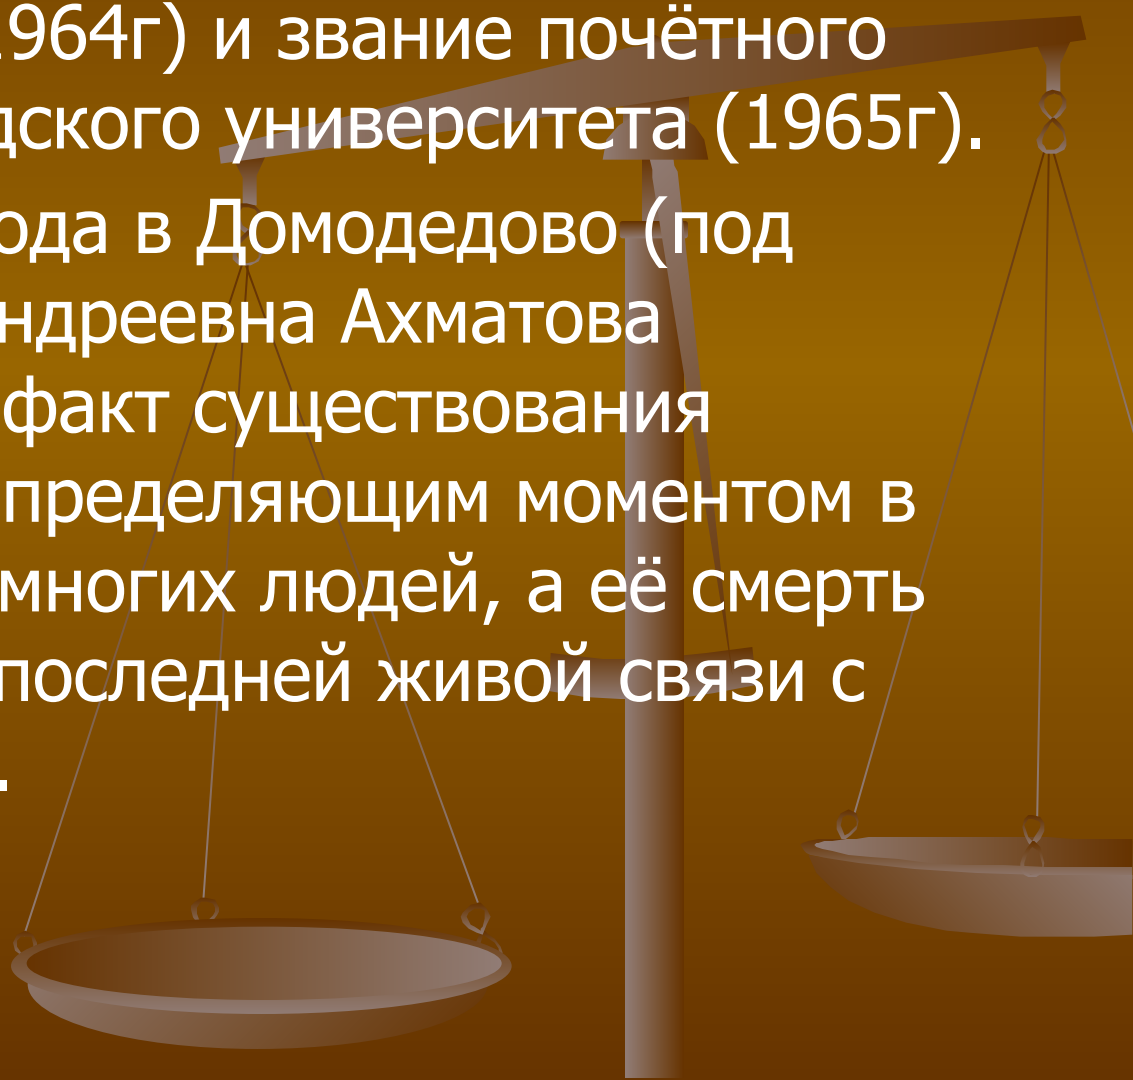 1964г) и звание почётного
дского университета (1965г).
ода в Домодедово (под
ндреевна Ахматова
факт существования
пределяющим моментом в
многих людей, а её смерть
последней живой связи с
.